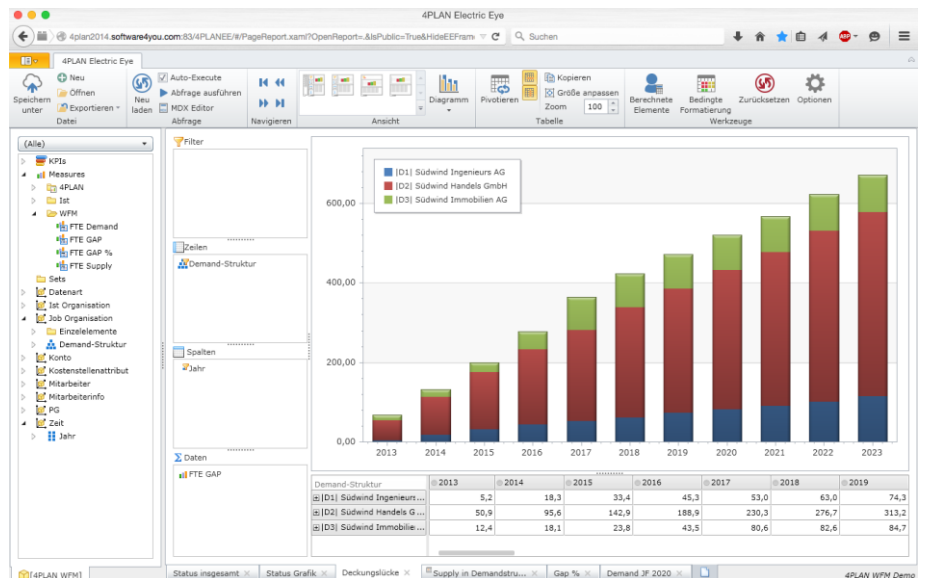 4PLAN Electric Eye
4plan2014.software4you.com:83/4PLANEE/#/PageReport.xaml?OpenReport=.&IsPublic=True&HideEEFram
Suchen
ABP
4PLAN Electric Eye
Speichern unter
Neu
Öffnen
Exportieren
Datei
Neu laden
Auto-Execute
Abfrage ausführen
MDX Editor
Abfrage
Navigieren
Ansicht
Diagramm
Pivotieren
Kopieren
Größe anpassen
Zoom 100
Tabelle
Berechnete Elemente
Bedingte Formatierung
Zurücksetzen
Optionen
Werkzeuge
(Alle)
KPIs
Measures
4PLAN
Ist
WFM
FTE Demand
FTE GAP
FTE GAP %
FTE Supply
Sets
Datenart
Ist Organisation
Job Organisation
Einzelelemente
Demand-Struktur
Konto
Kostenstellenattribut
Mitarbeiter
Mitarbeiterinfo
PG
Zeit
Jahr
[4PLAN WFM]
Filter
Zeilen
Demand-Struktur
Spalten
Jahr
Σ Daten
FTE GAP
|D1| Südwind Ingenieurs AG
|D2| Südwind Handels GmbH
|D3| Südwind Immobilien AG
600,00
400,00
200,00
0,00
2013 2014 2015 2016 2017 2018 2019 2020 2021 2022 2023
Demand-Struktur 2013 2014 2015 2016 2017 2018 2019
|D1| Südwind Ingenieurs... 5,2 18,3 33,4 45,3 53,0 63,0 74,3
|D2| Südwind Handels G... 50,9 95,6 142,9 188,9 230,3 276,7 313,2
|D3| Südwind Immobilie... 12,4 18,1 23,8 43,5 80,6 82,6 84,7
Status insgesamt
Status Grafik
Deckungslücke
Supply in Demandstru...
Gap %
Demand JF 2020
4PLAN WFM Demo